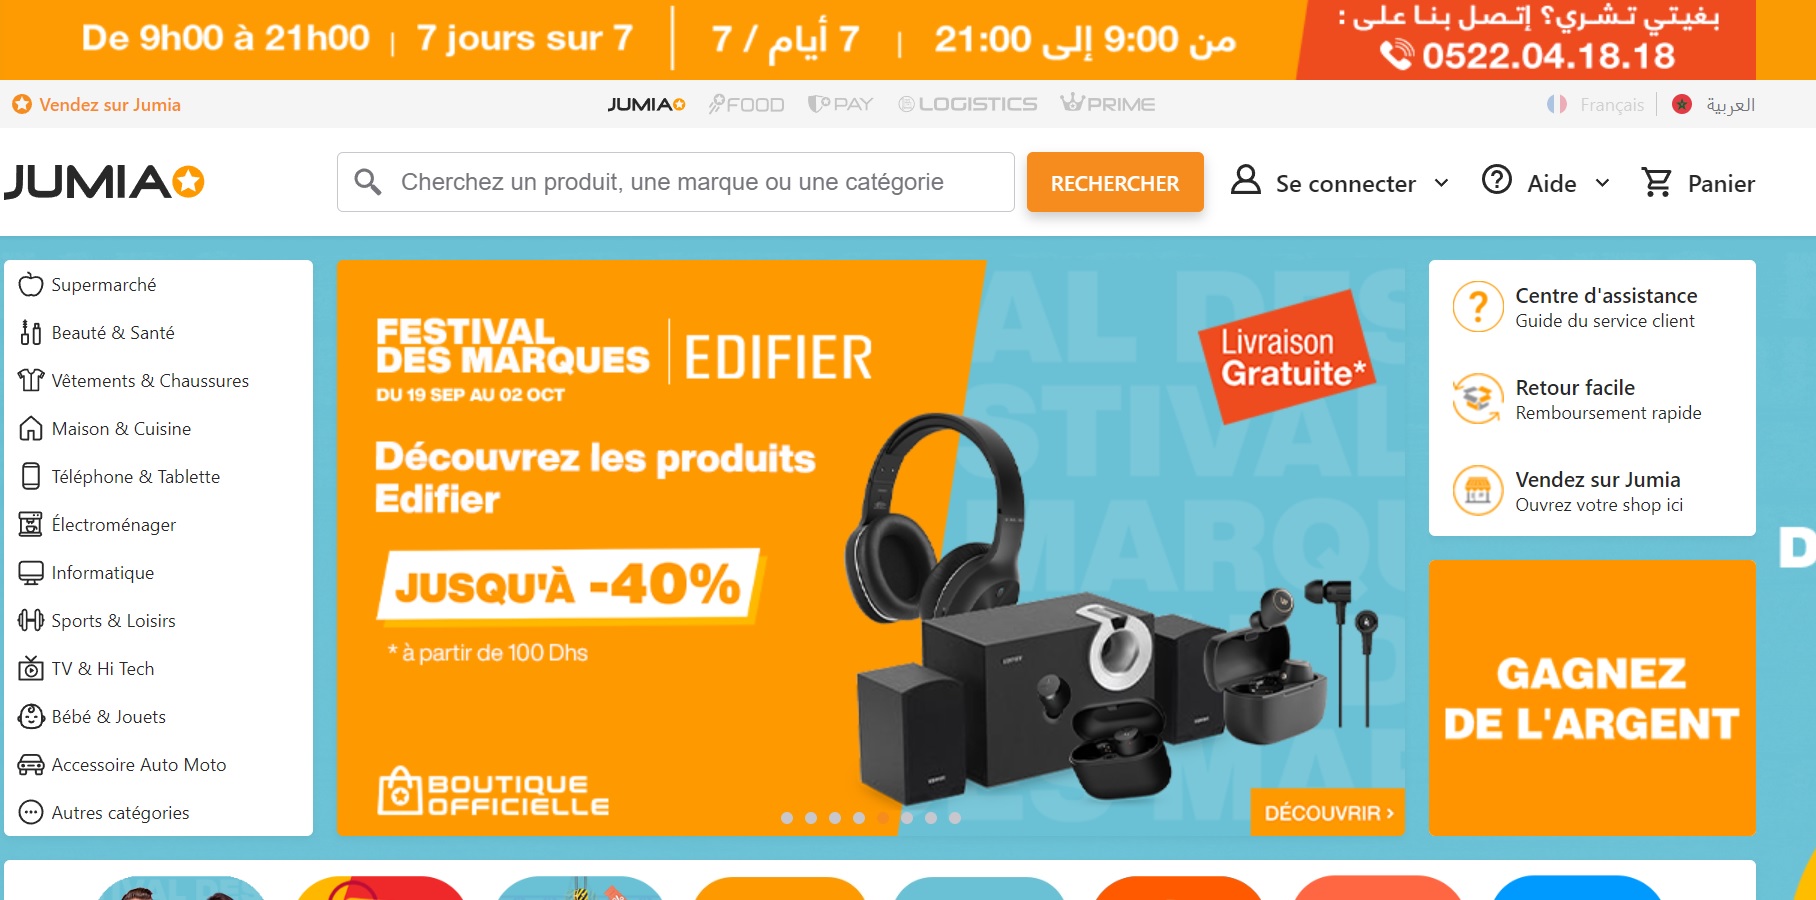 De 9h00 à 21h00 | 7 jours sur 7 | 7 أيام / 7 | من 9:00 إلى 21:00
بغيتي تشري؟ إتصل بنا على :
0522.04.18.18
Vendez sur Jumia
JUMIA FOOD PAY LOGISTICS PRIME
Français | العربية
JUMIA
Cherchez un produit, une marque ou une catégorie
RECHERCHER
Se connecter
Aide
Panier
Supermarché
Beauté & Santé
Vêtements & Chaussures
Maison & Cuisine
Téléphone & Tablette
Électroménager
Informatique
Sports & Loisirs
TV & Hi Tech
Bébé & Jouets
Accessoire Auto Moto
Autres catégories
FESTIVAL
DES MARQUES
DU 19 SEP AU 02 OCT
EDIFIER
Découvrez les produits
Edifier
JUSQU'À -40%
* à partir de 100 Dhs
BOUTIQUE
OFFICIELLE
Livraison
Gratuite*
DÉCOUVRIR ›
Centre d'assistance
Guide du service client
Retour facile
Remboursement rapide
Vendez sur Jumia
Ouvrez votre shop ici
GAGNEZ
DE L'ARGENT